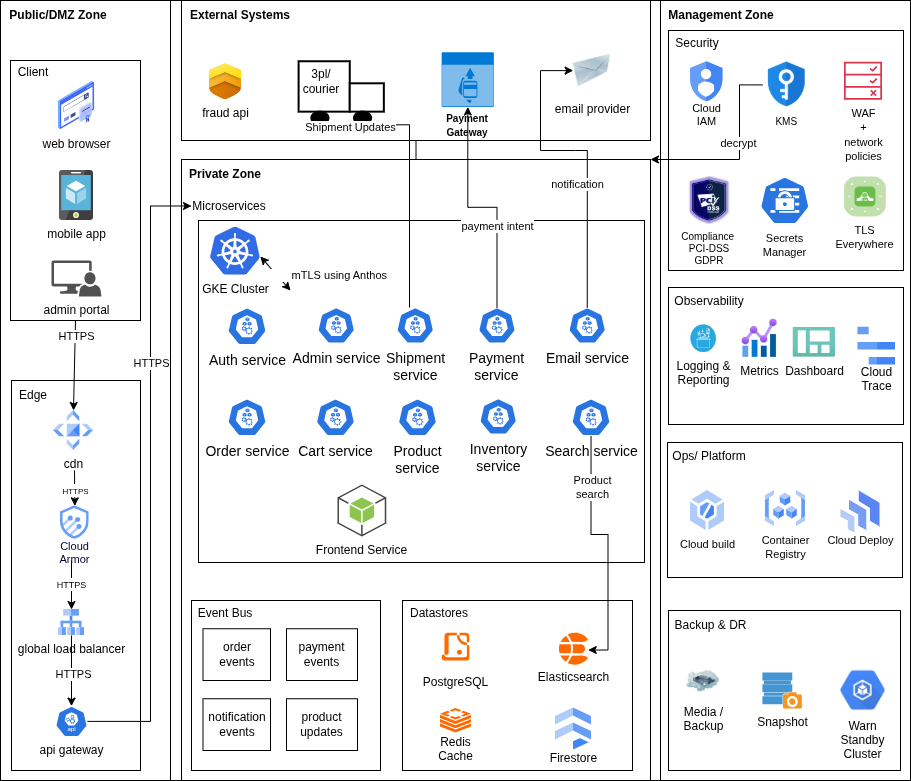 Public/DMZ Zone
Client
web browser
mobile app
admin portal
HTTPS
HTTPS
Edge
cdn
HTTPS
Cloud
Armor
HTTPS
global load balancer
HTTPS
api
api gateway
External Systems
fraud api
3pl/
courier
Shipment Updates
Payment
Gateway
email provider
Private Zone
notification
Microservices
payment intent
GKE Cluster
mTLS using Anthos
Auth service
Admin service
Shipment
service
Payment
service
Email service
Order service
Cart service
Product
service
Inventory
service
Search service
Product
search
Frontend Service
Event Bus
order
events
payment
events
notification
events
product
updates
Datastores
PostgreSQL
Elasticsearch
Redis
Cache
Firestore
Management Zone
Security
Cloud
IAM
KMS
WAF
+
network
policies
decrypt
PCI
DSS
Compliance
PCI-DSS
GDPR
Secrets
Manager
TLS
Everywhere
Observability
Logging &
Reporting
Metrics
Dashboard
Cloud
Trace
Ops/ Platform
Cloud build
Container
Registry
Cloud Deploy
Backup & DR
Media /
Backup
Snapshot
Warn
Standby
Cluster